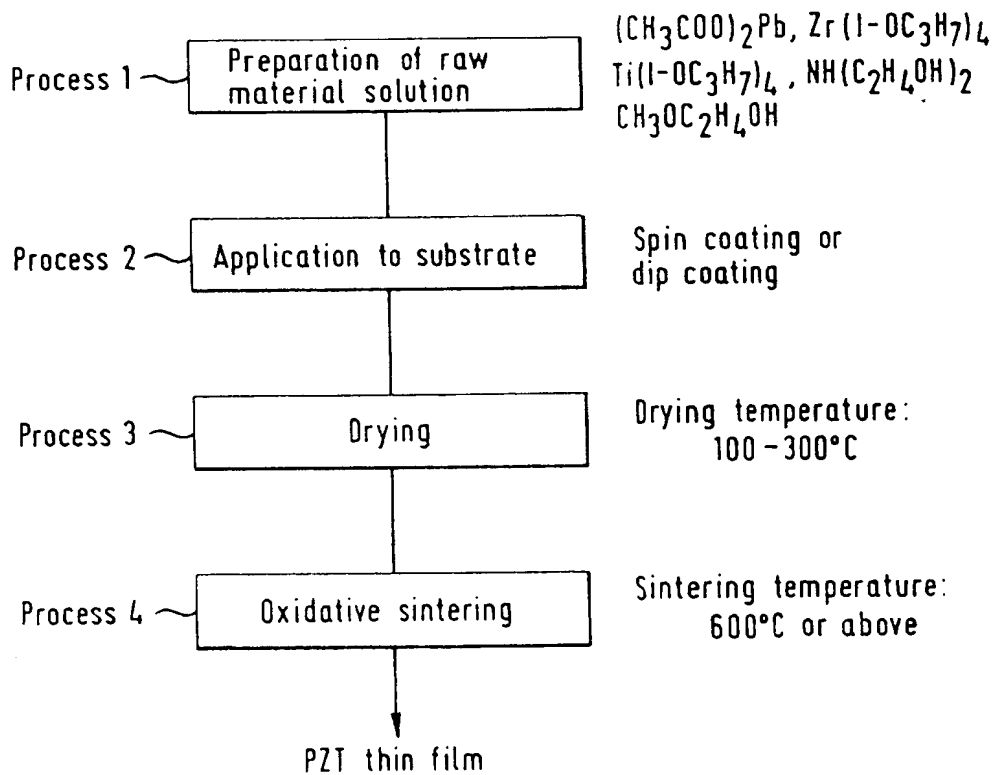 Process 1
Preparation of raw
material solution
(CH3COO)2Pb, Zr(I-OC3H7)4
Ti(I-OC3H7)4, NH(C2H4OH)2
CH3OC2H4OH
Process 2
Application to substrate
Spin coating or
dip coating
Process 3
Drying
Drying temperature:
100-300°C
Process 4
Oxidative sintering
Sintering temperature:
600°C or above
PZT thin film